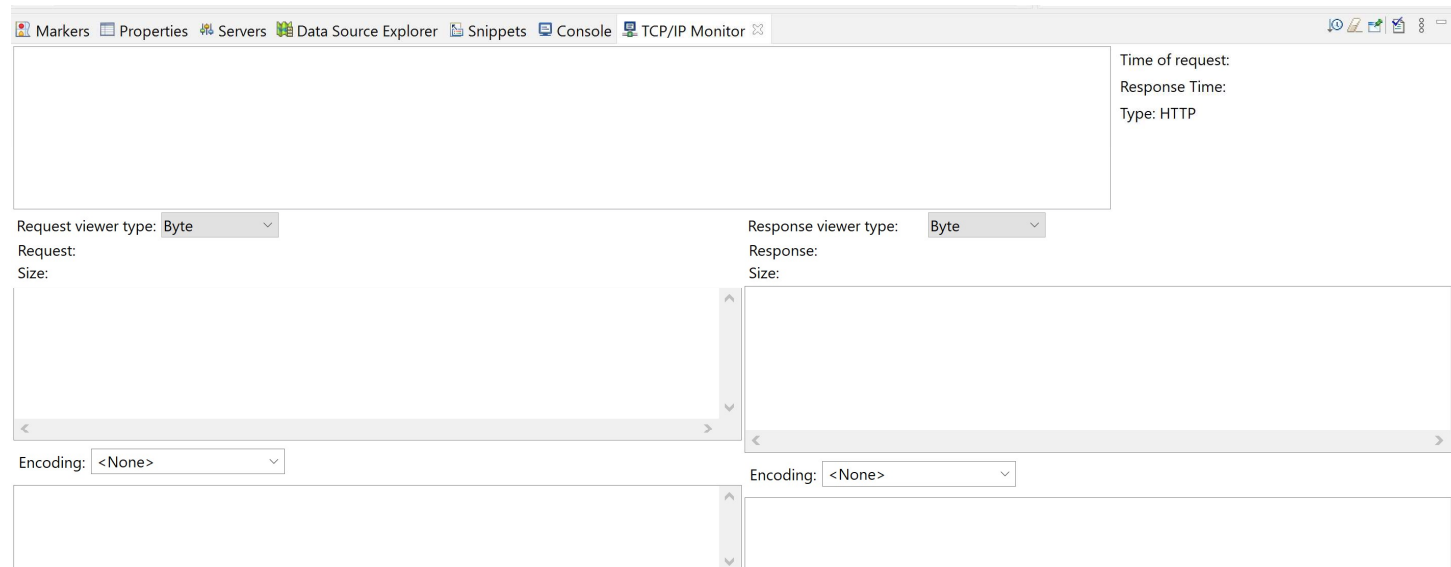 Markers Properties Servers Data Source Explorer Snippets Console TCP/IP Monitor
Time of request:
Response Time:
Type: HTTP
Request viewer type: Byte
Response viewer type: Byte
Request:
Response:
Size:
Size:
Encoding: <None>
Encoding: <None>